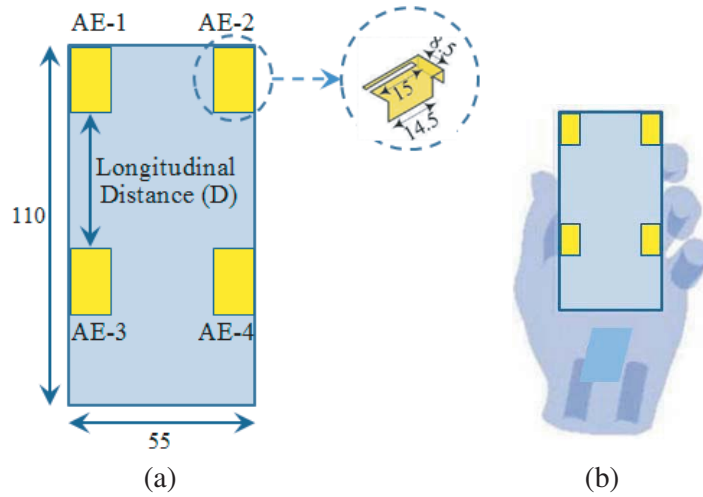 AE-1
AE-2
8.5
15
14.5
Longitudinal
Distance (D)
110
AE-3
AE-4
55
(a)
(b)